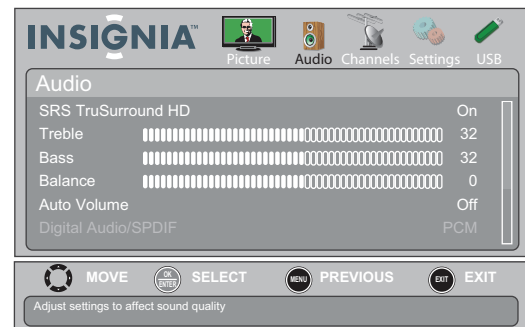 INSIGNIA™
Picture Audio Channels Settings USB
Audio
SRS TruSurround HD On
Treble 32
Bass 32
Balance 0
Auto Volume Off
Digital Audio/SPDIF PCM
MOVE OK ENTER SELECT MENU PREVIOUS EXIT EXIT
Adjust settings to affect sound quality